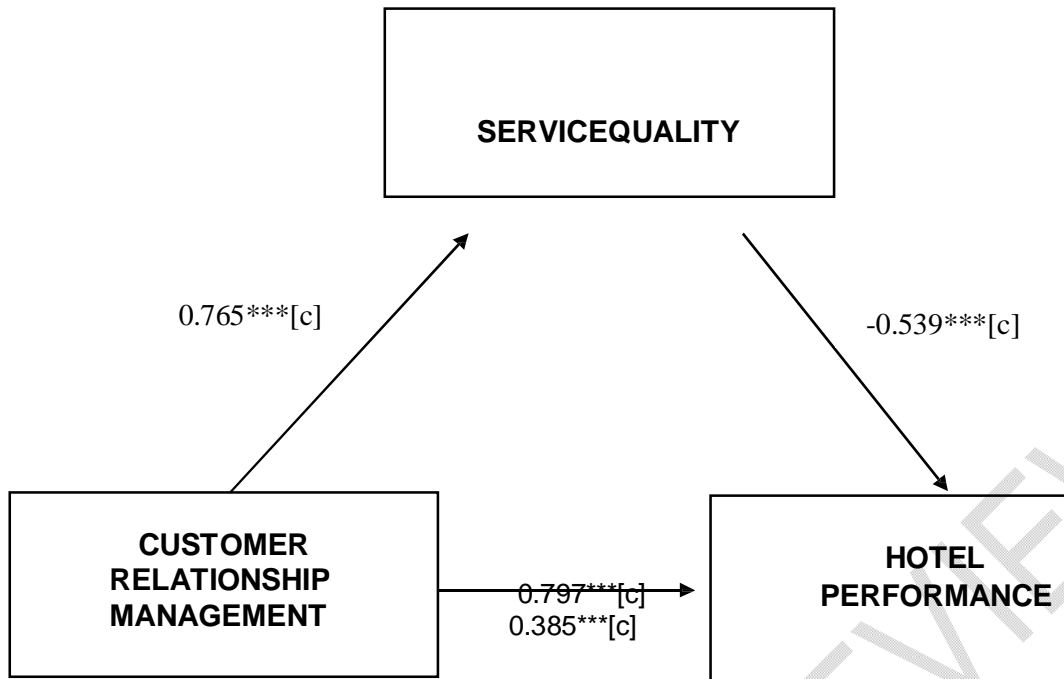 SERVICEQUALITY
0.765***[c]
-0.539***[c]
CUSTOMER
RELATIONSHIP
MANAGEMENT
0.797***[c]
0.385***[c]
HOTEL
PERFORMANCE